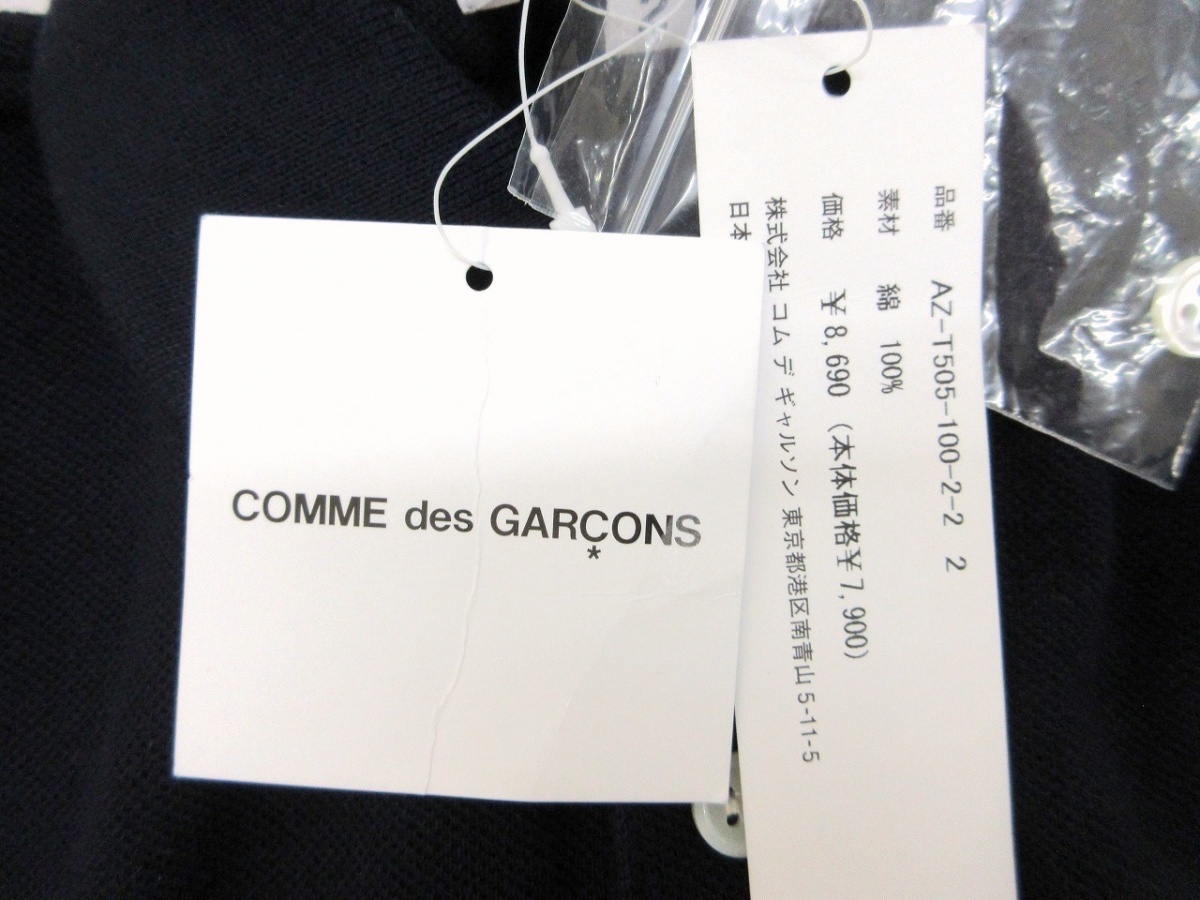 COMME des GARÇONS
*
品番 AZ-T505-100-2-2 2
素材 綿 100%
価格 ¥8,690 (本体価格¥7,900)
株式会社 コム デ ギャルソン 東京都港区南青山 5-11-5
日本